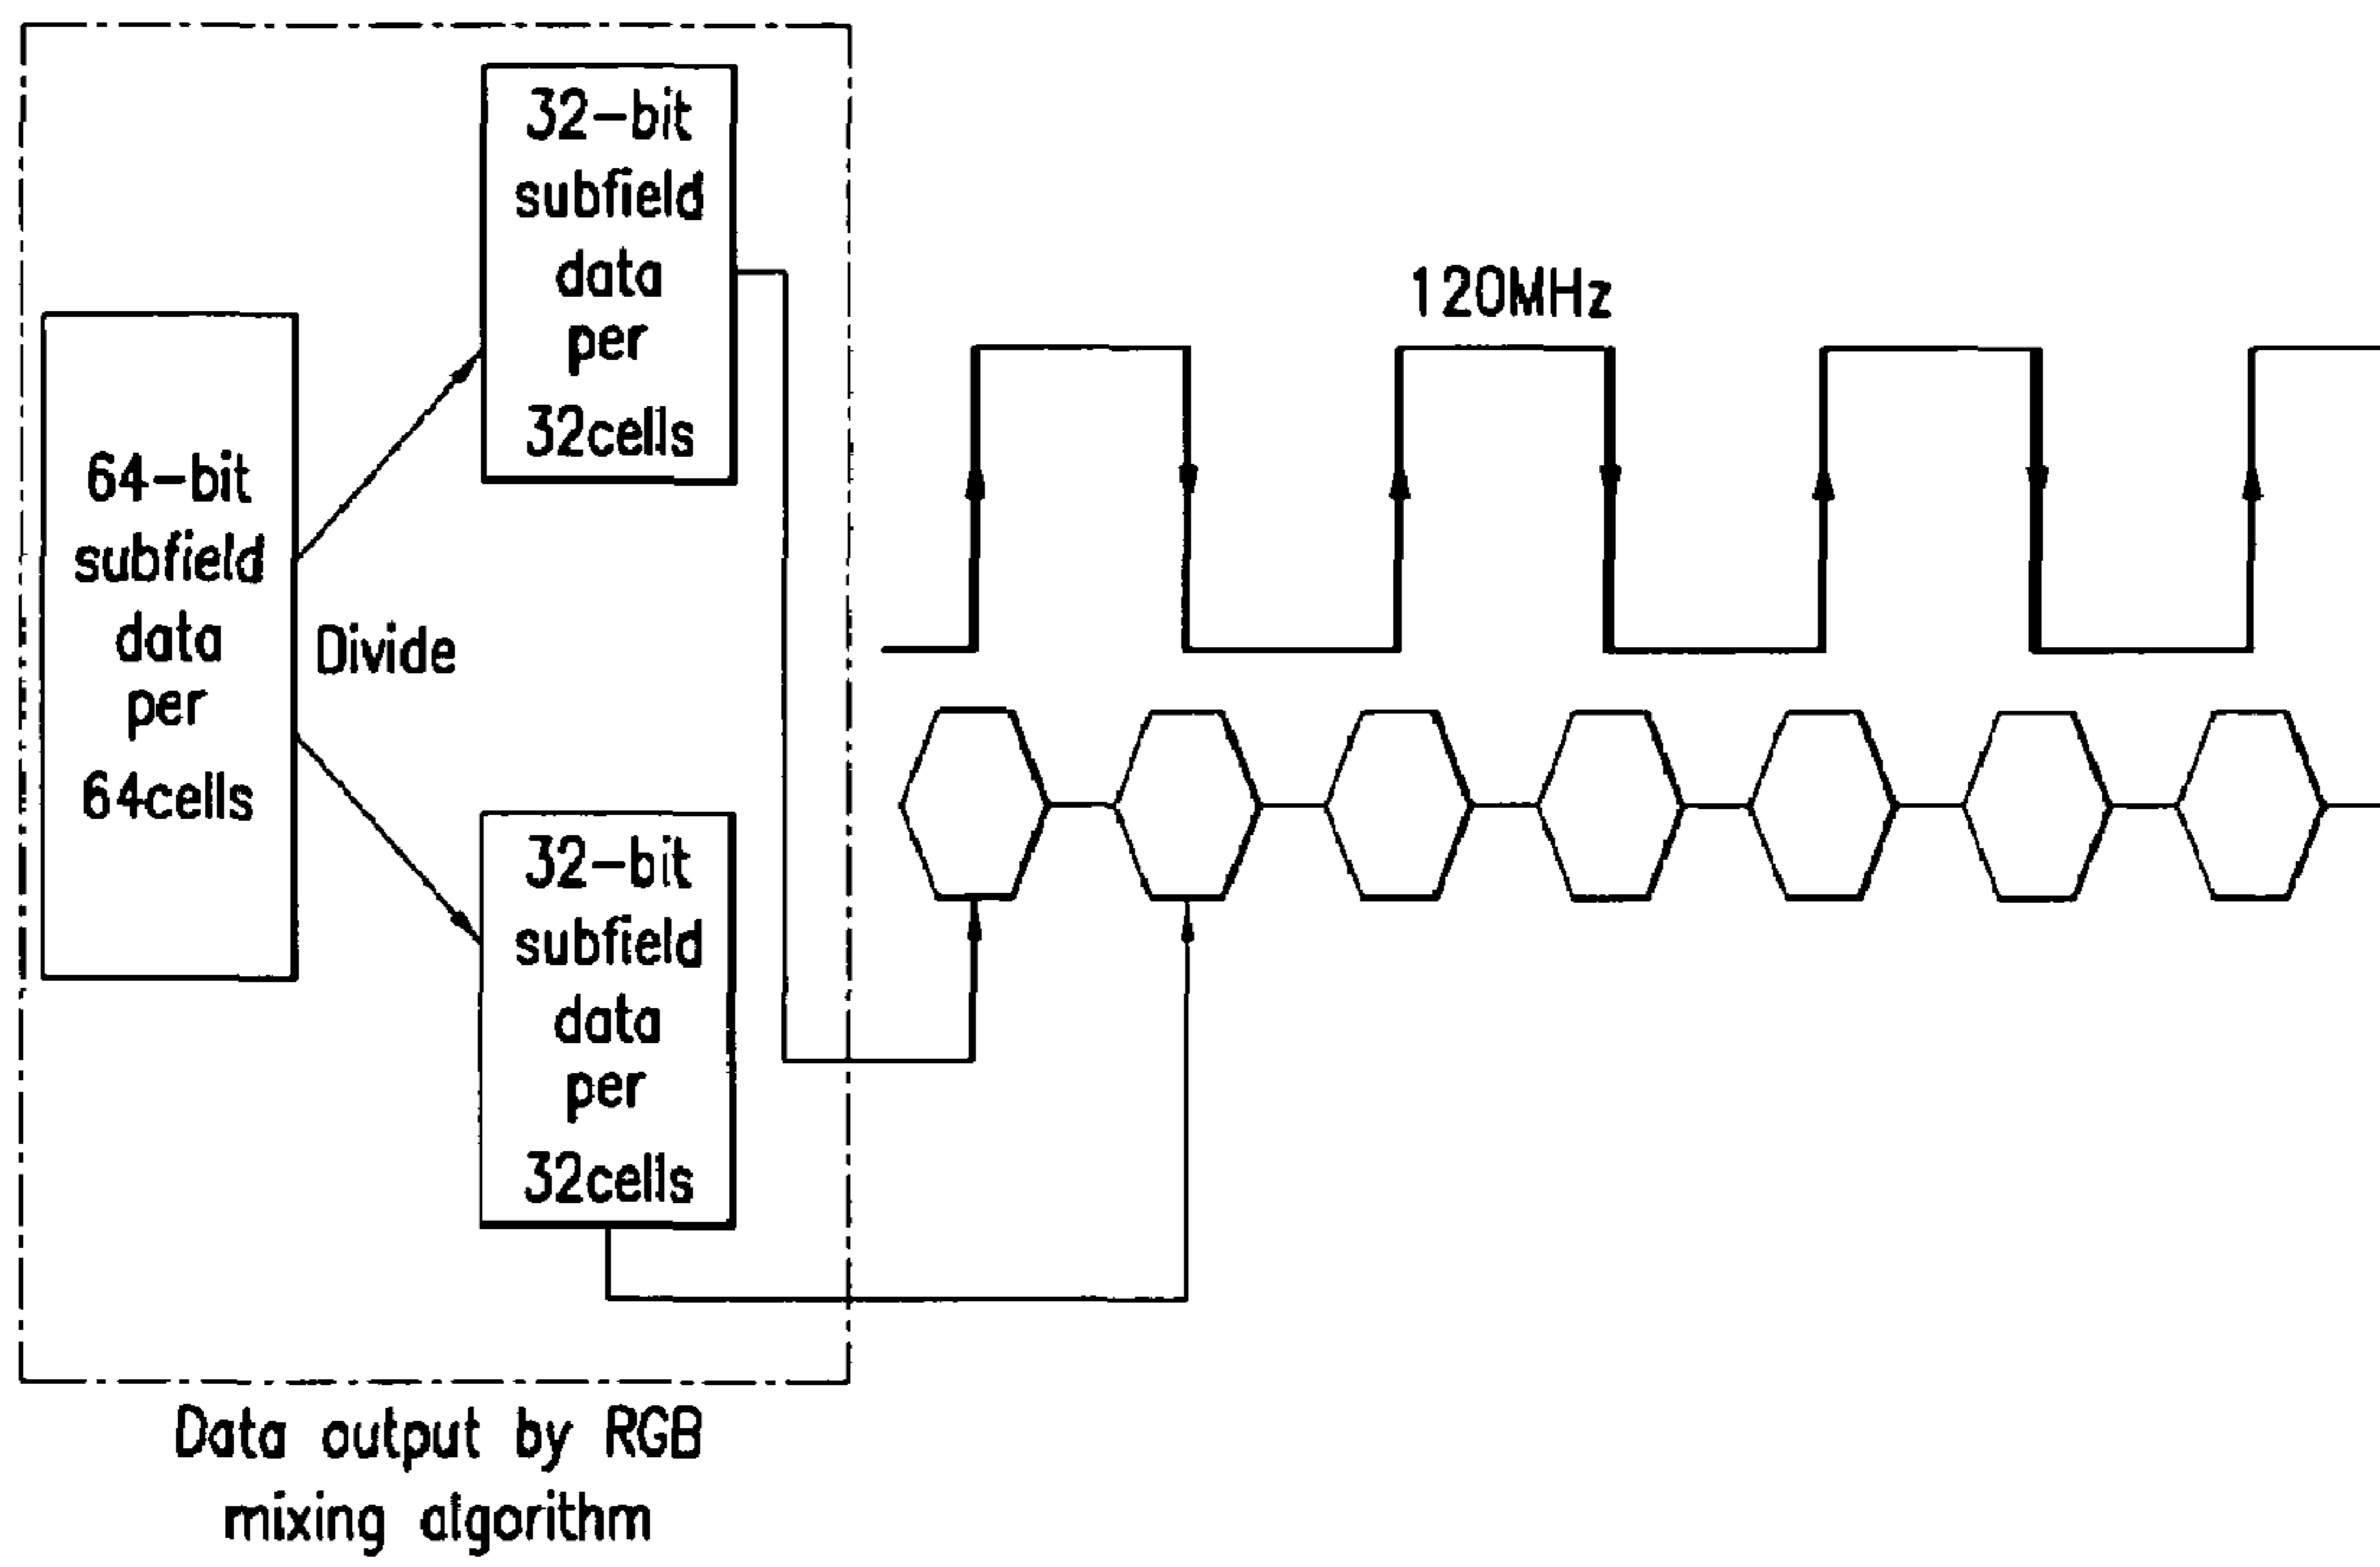 64-bit
subfield
data
per
64cells
Divide
32-bit
subfield
data
per
32cells
32-bit
subfield
data
per
32cells
120MHz
Data output by RGB
mixing algorithm